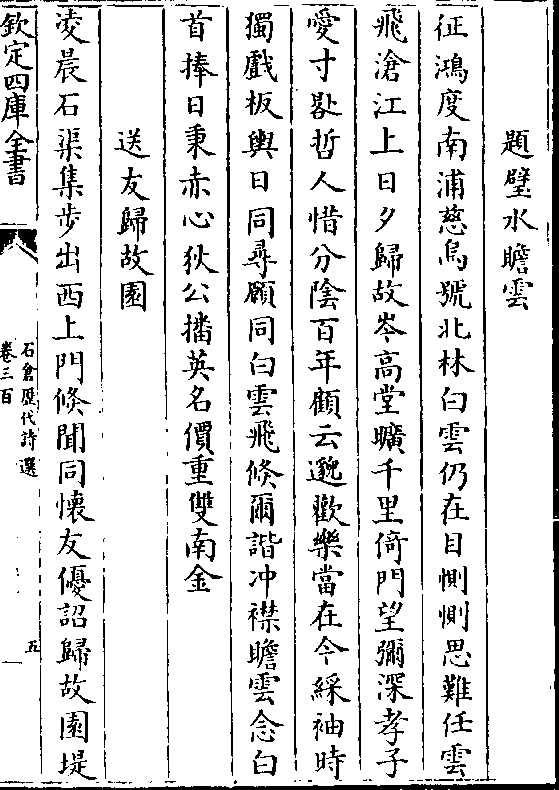 題璧水瞻雲
征鴻度南浦慈烏號北林白雲仍在目惻惻思難任雲
飛滄江上日夕歸故岑高堂曠千里倚門望彌深孝子
愛寸晷哲人惜分陰百年顧云邈歡樂當在今綵袖時
獨戲板輿日同尋願同白雲飛倏爾諧冲襟瞻雲念白
首捧日秉赤心狄公播英名價重雙南金
送友歸故園
凌晨石渠集步出西上門倏聞同懷友優詔歸故園堤
欽定四庫全書
石倉歷代詩選
卷三百
五